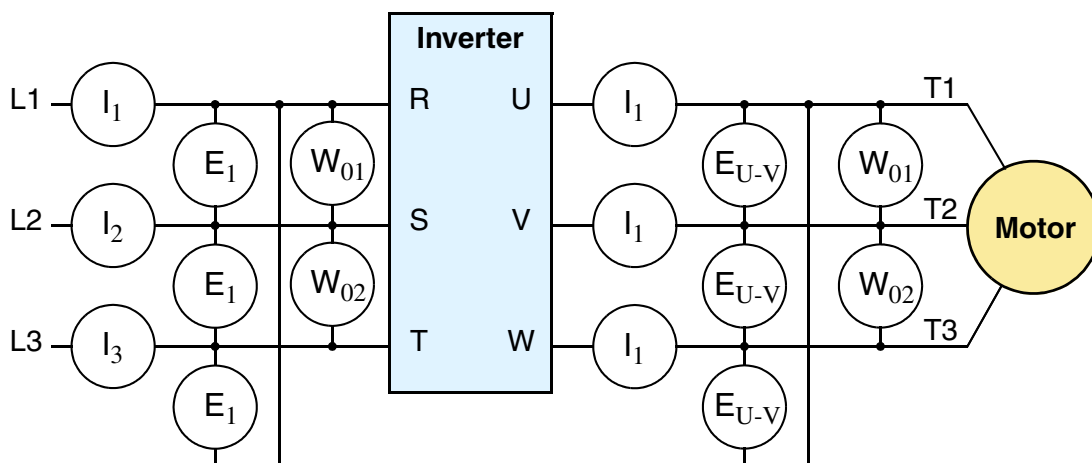 Inverter
L1 I1 R U I1 T1
E1 W01 EU-V W01
L2 I2 S V I1 T2 Motor
E1 W02 EU-V W02
L3 I3 T W I1 T3
E1 EU-V